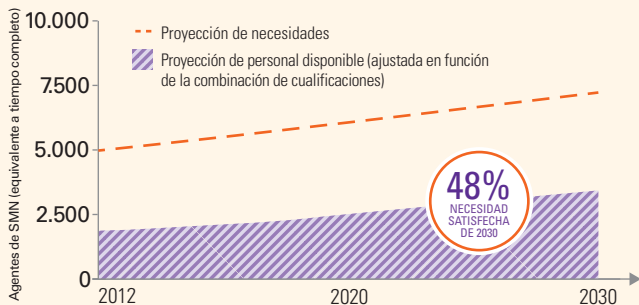 Agentes de SMN (equivalente a tiempo completo)
10.000
7.500
5.000
2.500
0
Proyección de necesidades
Proyección de personal disponible (ajustada en función
de la combinación de cualificaciones)
48%
NECESIDAD
SATISFECHA
DE 2030
2012
2020
2030